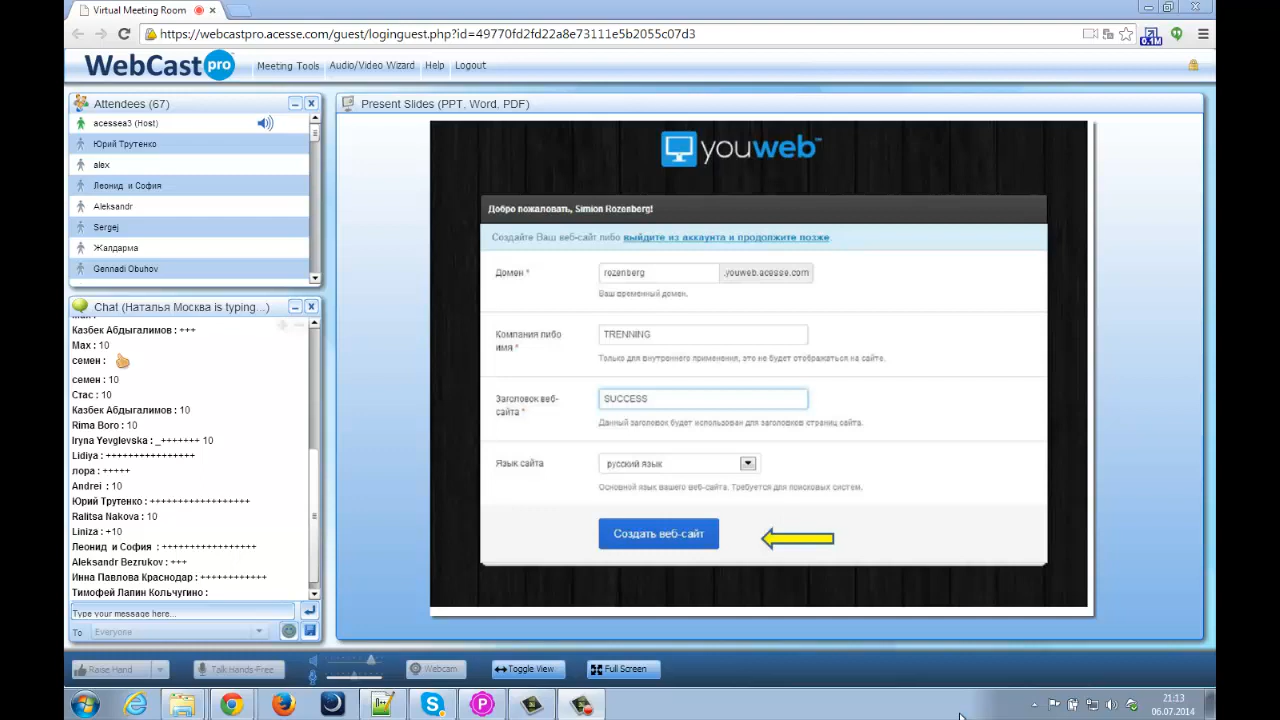 Virtual Meeting Room
https://webcastpro.acesse.com/guest/loginguest.php?id=49770fd2fd22a8e73111e5b2055c07d3
0.1M
WebCast pro
Meeting Tools
Audio/Video Wizard
Help
Logout
Attendees (67)
acessea3 (Host)
Юрий Трутенко
alex
Леонид и София
Aleksandr
Sergej
Жалдарма
Gennadi Obuhov
Chat (Наталья Москва is typing...)
Казбек Абдыгалимов : +++
Max : 10
семен :
семен : 10
Стас : 10
Казбек Абдыгалимов : 10
Rima Boro : 10
Iryna Yevglevska : _+++++++ 10
Lidiya : ++++++++++++++++
лора : +++++
Andrei : 10
Юрий Трутенко : ++++++++++++++++++
Ralitsa Nakova : 10
Liniza : +10
Леонид и София : +++++++++++++++++
Aleksandr Bezrukov : +++
Инна Павлова Краснодар : ++++++++++++
Тимофей Лапин Кольчугино :
Type your message here...
To Everyone
Present Slides (PPT, Word, PDF)
youweb™
Добро пожаловать, Simion Rozenberg!
Создайте Ваш веб-сайт либо выйдите из аккаунта и продолжите позже.
Домен * rozenberg .youweb.acesse.com
Ваш временный домен.
Компания либо имя * TRENNING
Только для внутреннего применения, это не будет отображаться на сайте.
Заголовок веб-сайта * SUCCESS
Данный заголовок будет использован для заголовков страниц сайта.
Язык сайта русский язык
Основной язык вашего веб-сайта. Требуется для поисковых систем.
Создать веб-сайт
Raise Hand
Talk Hands-Free
Webcam
Toggle View
Full Screen
21:13
06.07.2014